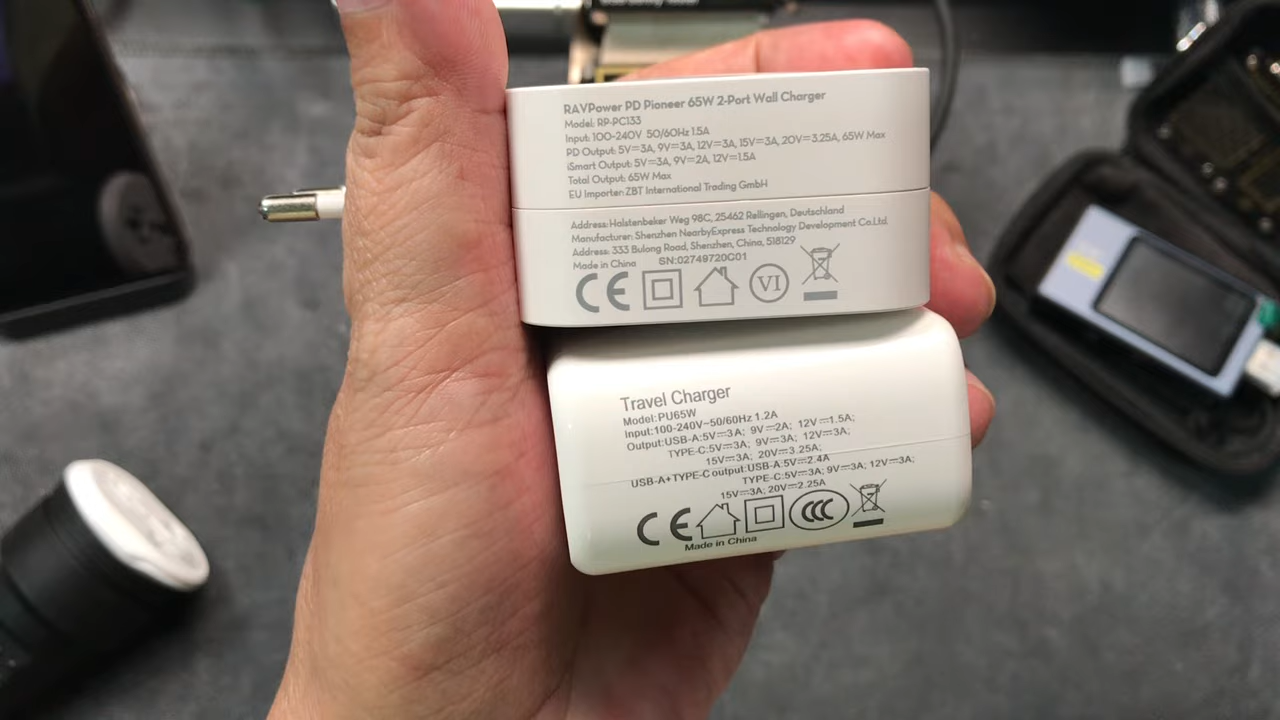 RAVPower PD Pioneer 65W 2-Port Wall Charger
Model: RP-PC133
Input: 100-240V 50/60Hz 1.5A
PD Output: 5V⎓3A, 9V⎓3A, 12V⎓3A, 15V⎓3A, 20V⎓3.25A, 65W Max
iSmart Output: 5V⎓3A, 9V⎓2A, 12V⎓1.5A
Total Output: 65W Max
EU Importer: ZBT International Trading GmbH
Address: Halstenbeker Weg 98C, 25462 Rellingen, Deutschland
Manufacturer: Shenzhen NearbyExpress Technology Development Co.Ltd.
Address: 333 Bulong Road, Shenzhen, China, 518129
Made in China SN:02749720C01
CE VI
Travel Charger
Model:PU65W
Input:100-240V~50/60Hz 1.2A
Output:USB-A:5V⎓3A; 9V⎓2A; 12V⎓1.5A;
TYPE-C:5V⎓3A; 9V⎓3A; 12V⎓3A;
15V⎓3A; 20V⎓3.25A;
USB-A+TYPE-C output:USB-A:5V⎓2.4A
TYPE-C:5V⎓3A; 9V⎓3A; 12V⎓3A;
15V⎓3A; 20V⎓2.25A
CE CCC
Made in China